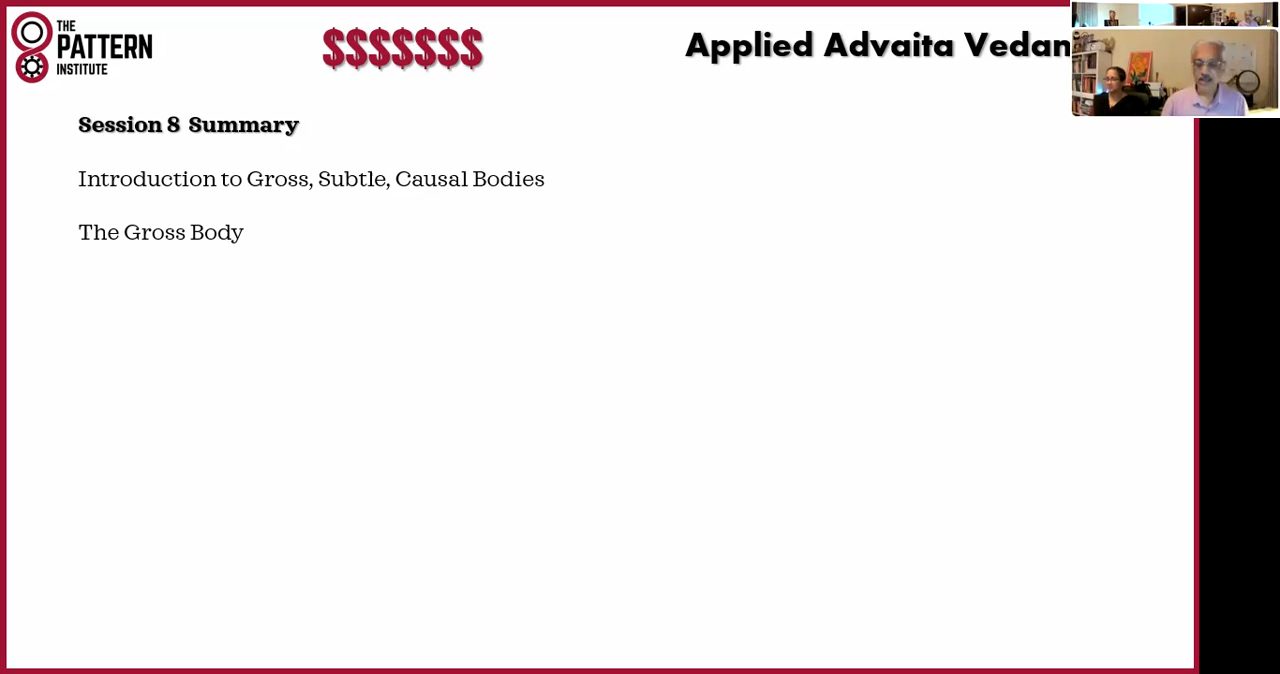 THE
PATTERN
INSTITUTE
$$$$$$$
Applied Advaita Vedan
Session 8 Summary
Introduction to Gross, Subtle, Causal Bodies
The Gross Body